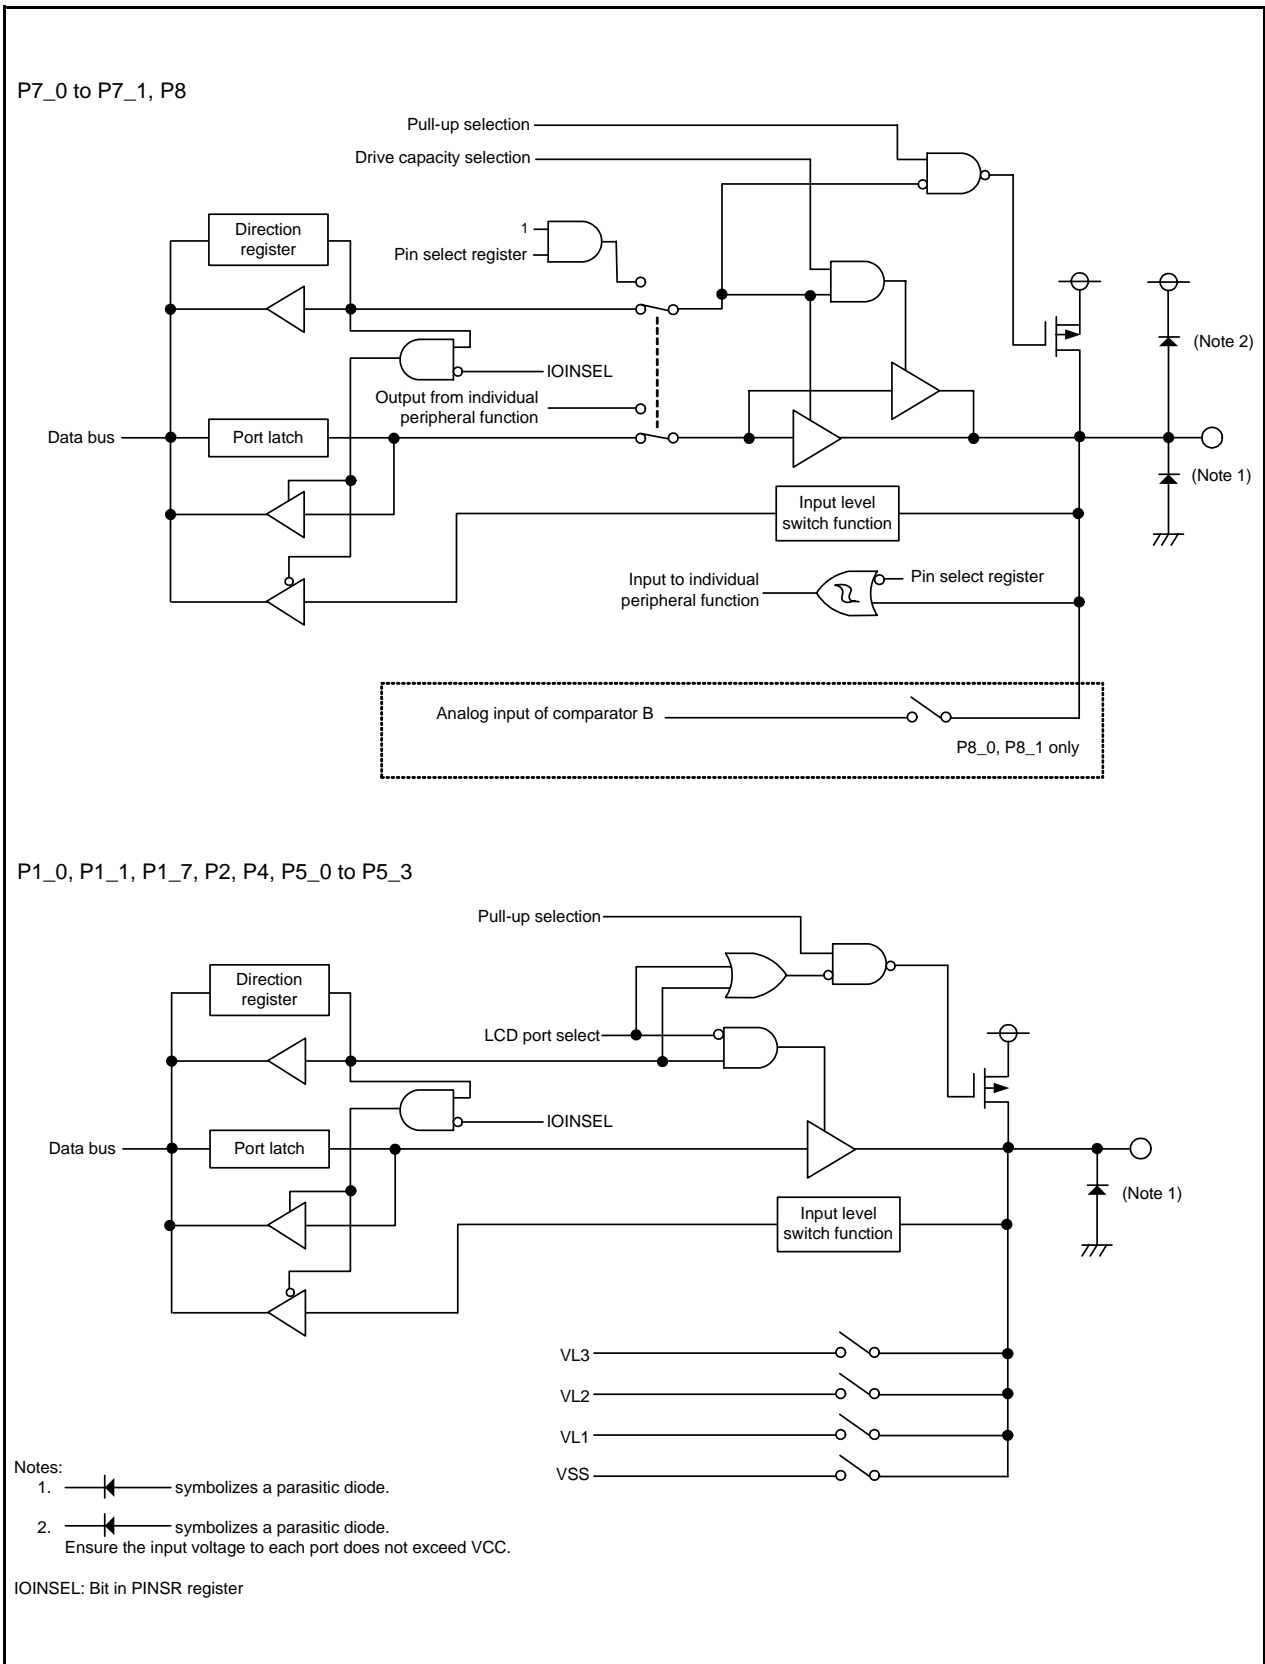 P7_0 to P7_1, P8
Pull-up selection
Drive capacity selection
Direction
register
1
Pin select register
IOINSEL
Output from individual
peripheral function
(Note 2)
Data bus
Port latch
(Note 1)
Input level
switch function
Input to individual
peripheral function
Pin select register
Analog input of comparator B
P8_0, P8_1 only
P1_0, P1_1, P1_7, P2, P4, P5_0 to P5_3
Pull-up selection
Direction
register
LCD port select
IOINSEL
Data bus
Port latch
(Note 1)
Input level
switch function
VL3
VL2
VL1
VSS
Notes:
1. symbolizes a parasitic diode.
2. symbolizes a parasitic diode.
Ensure the input voltage to each port does not exceed VCC.
IOINSEL: Bit in PINSR register